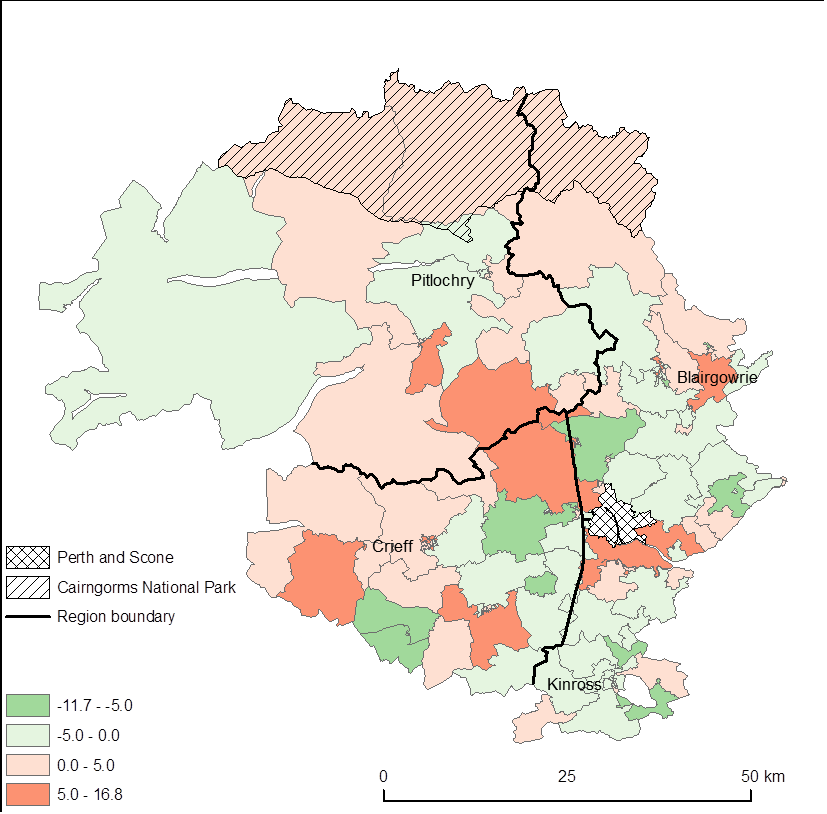 Pitlochry
Blairgowrie
Crieff
Perth and Scone
Cairngorms National Park
Region boundary
Kinross
-11.7 - -5.0
-5.0 - 0.0
0.0 - 5.0
5.0 - 16.8
0 25 50 km